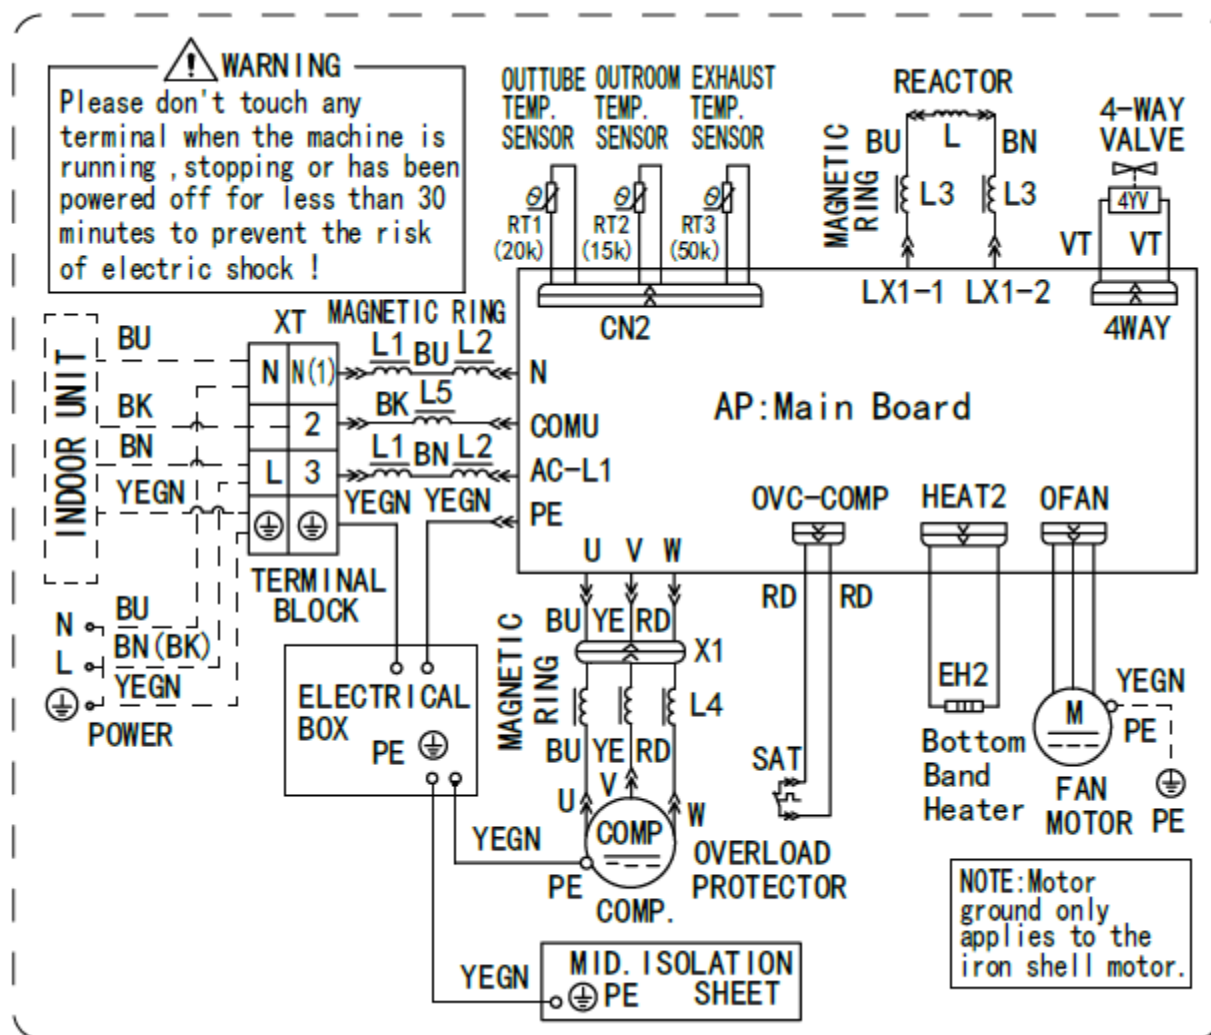 WARNING
Please don't touch any
terminal when the machine is
running ,stopping or has been
powered off for less than 30
minutes to prevent the risk
of electric shock !
OUTTUBE
TEMP.
SENSOR
OUTROOM
TEMP.
SENSOR
EXHAUST
TEMP.
SENSOR
RT1
(20k)
RT2
(15k)
RT3
(50k)
CN2
REACTOR
BU
L
BN
MAGNETIC
RING
L3
L3
LX1-1
LX1-2
4-WAY
VALVE
4YV
VT
VT
4WAY
INDOOR UNIT
BU
BK
BN
YEGN
XT
N
N(1)
2
L
3
TERMINAL
BLOCK
MAGNETIC RING
L1
BU
L2
N
BK
L5
COMU
L1
BN
L2
AC-L1
YEGN
YEGN
PE
AP:Main Board
N
BU
L
BN(BK)
YEGN
POWER
ELECTRICAL
BOX
PE
U
V
W
BU
YE
RD
X1
MAGNETIC
RING
L4
BU
YE
RD
U
V
W
COMP
YEGN
PE
COMP.
OVC-COMP
RD
RD
SAT
OVERLOAD
PROTECTOR
HEAT2
EH2
Bottom
Band
Heater
OFAN
M
YEGN
PE
FAN
MOTOR
PE
YEGN
PE
MID. ISOLATION
SHEET
NOTE:Motor
ground only
applies to the
iron shell motor.